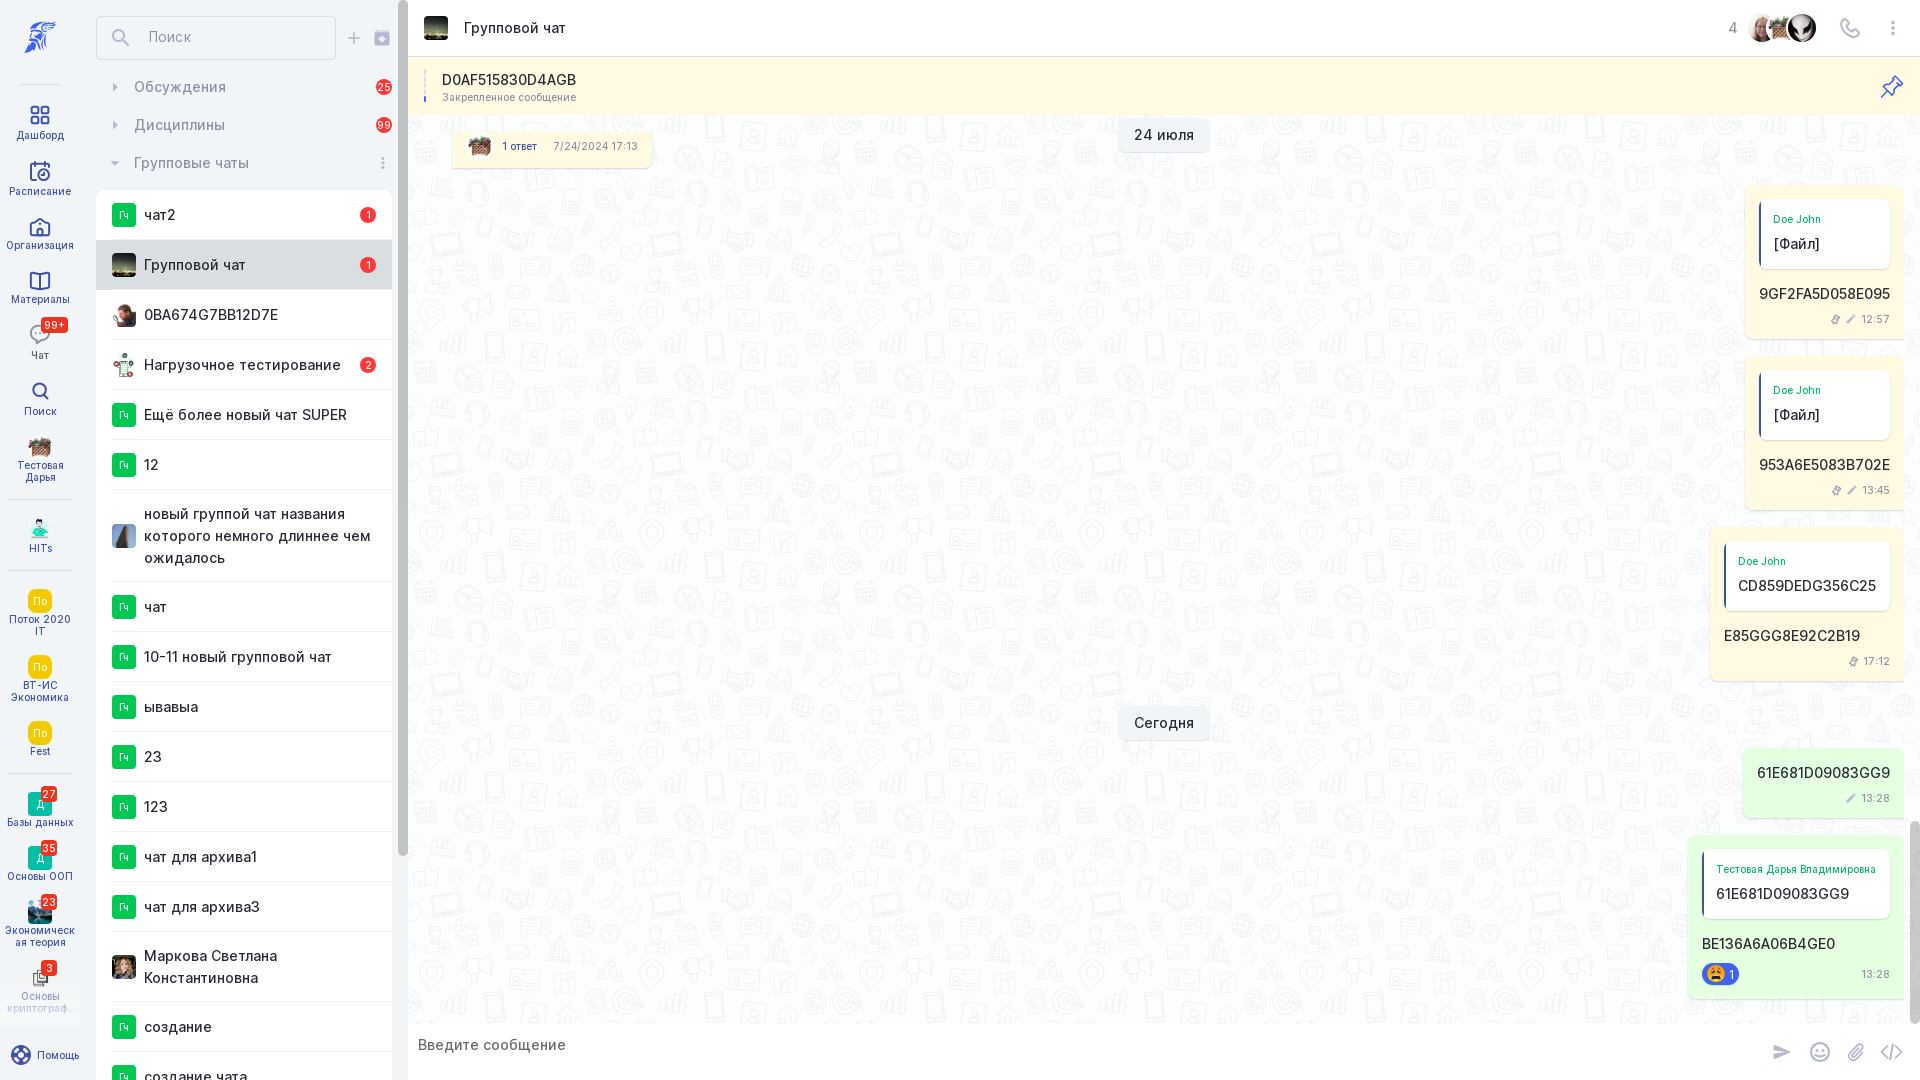 Дашборд
Расписание
Организация
Материалы
99+
Чат
Поиск
Тестовая
Дарья
HITs
По
Поток 2020
IT
По
ВТ-ИС
Экономика
По
Fest
27
Д
Базы данных
35
Д
Основы ООП
23
Экономическ
ая теория
3
Основы
криптограф...
Помощь
Поиск
Обсуждения 25
Дисциплины 99
Групповые чаты
Гч чат2 1
Групповой чат 1
0BA674G7BB12D7E
Нагрузочное тестирование 2
Гч Ещё более новый чат SUPER
Гч 12
новый группой чат названия
которого немного длиннее чем
ожидалось
Гч чат
Гч 10-11 новый групповой чат
Гч ывавыа
Гч 23
Гч 123
Гч чат для архива1
Гч чат для архива3
Маркова Светлана
Константиновна
Гч создание
Гч создание чата
Групповой чат
4
D0AF515830D4AGB
Закрепленное сообщение
24 июля
1 ответ 7/24/2024 17:13
Doe John
[Файл]
9GF2FA5D058E095
12:57
Doe John
[Файл]
953A6E5083B702E
13:45
Doe John
CD859DEDG356C25
E85GGG8E92C2B19
17:12
Сегодня
61E681D09083GG9
13:28
Тестовая Дарья Владимировна
61E681D09083GG9
BE136A6A06B4GE0
1 13:28
Введите сообщение